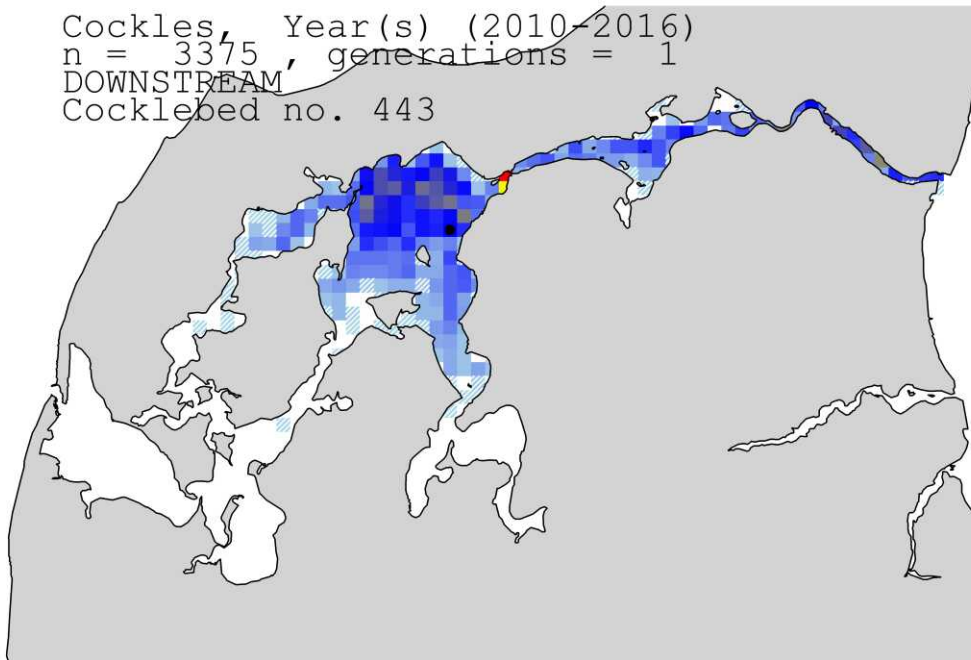 Cockles, Year(s) (2010-2016)
n = 3375 , generations = 1
DOWNSTREAM
Cocklebed no. 443